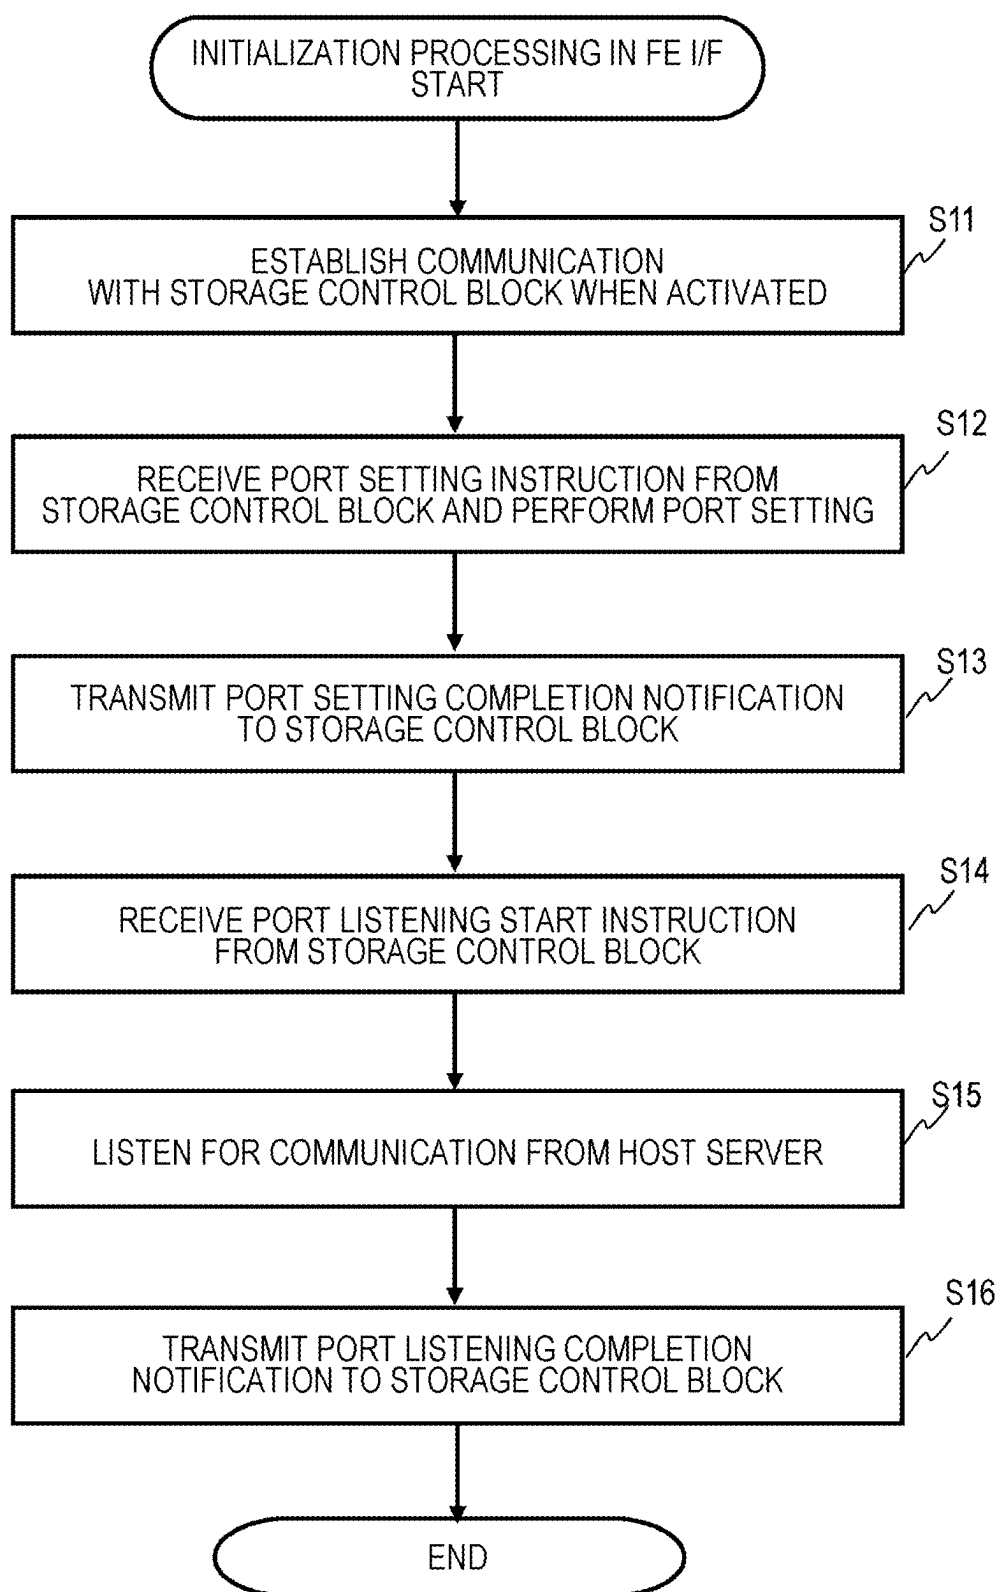 INITIALIZATION PROCESSING IN FE I/F
START
S11
ESTABLISH COMMUNICATION
WITH STORAGE CONTROL BLOCK WHEN ACTIVATED
S12
RECEIVE PORT SETTING INSTRUCTION FROM
STORAGE CONTROL BLOCK AND PERFORM PORT SETTING
S13
TRANSMIT PORT SETTING COMPLETION NOTIFICATION
TO STORAGE CONTROL BLOCK
S14
RECEIVE PORT LISTENING START INSTRUCTION
FROM STORAGE CONTROL BLOCK
S15
LISTEN FOR COMMUNICATION FROM HOST SERVER
S16
TRANSMIT PORT LISTENING COMPLETION
NOTIFICATION TO STORAGE CONTROL BLOCK
END